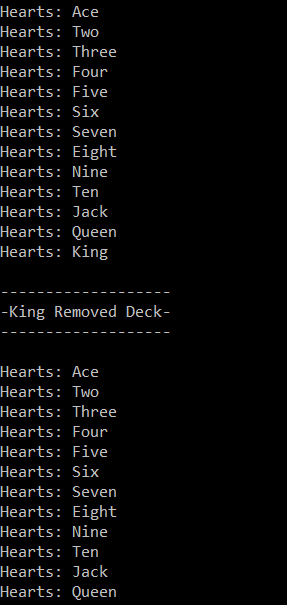 Hearts: Ace
Hearts: Two
Hearts: Three
Hearts: Four
Hearts: Five
Hearts: Six
Hearts: Seven
Hearts: Eight
Hearts: Nine
Hearts: Ten
Hearts: Jack
Hearts: Queen
Hearts: King
-------------------
-King Removed Deck-
-------------------
Hearts: Ace
Hearts: Two
Hearts: Three
Hearts: Four
Hearts: Five
Hearts: Six
Hearts: Seven
Hearts: Eight
Hearts: Nine
Hearts: Ten
Hearts: Jack
Hearts: Queen